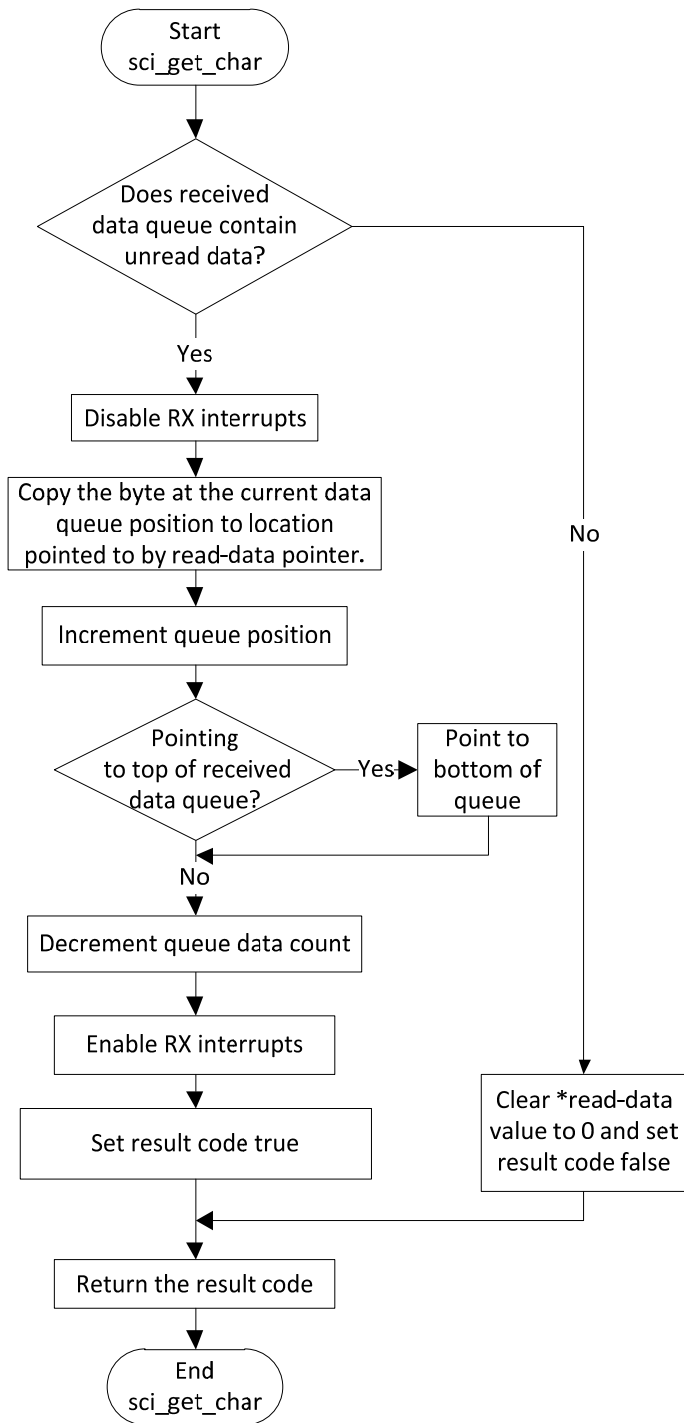 Start
sci_get_char
Does received
data queue contain
unread data?
Yes
Disable RX interrupts
Copy the byte at the current data
queue position to location
pointed to by read-data pointer.
No
Increment queue position
Pointing
to top of received
data queue?
Yes
Point to
bottom of
queue
No
Decrement queue data count
Enable RX interrupts
Set result code true
Clear *read-data
value to 0 and set
result code false
Return the result code
End
sci_get_char